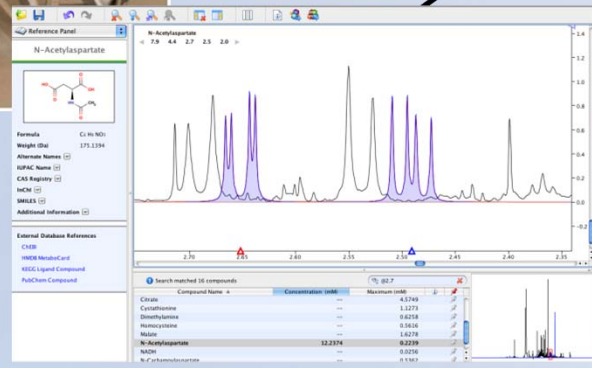 Reference Panel
N-Acetylaspartate
Formula
Weight (Da) 175.1394
Alternate Names
IUPAC Name
CAS Registry
InChI
SMILES
Additional Information
External Database References
ChEBI
HMDB MetaboCard
KEGG Ligand Compound
PubChem Compound
N-Acetylaspartate
< 7.9 4.4 2.7 2.5 2.0 >
1.4
1.2
1.0
0.8
0.6
0.4
0.2
0.0
-0.2
2.70 2.65 2.60 2.55 2.50 2.45 2.40 2.35
Search matched 16 compounds @2.7
Compound Name Concentration (mM) Maximum (mM)
Citrate --- 4.5749
Cystathionine --- 1.1273
Dimethylamine --- 0.6258
Homocysteine --- 0.5616
Malate --- 1.6278
N-Acetylaspartate 12.2374 0.2239
NADH --- 0.0256